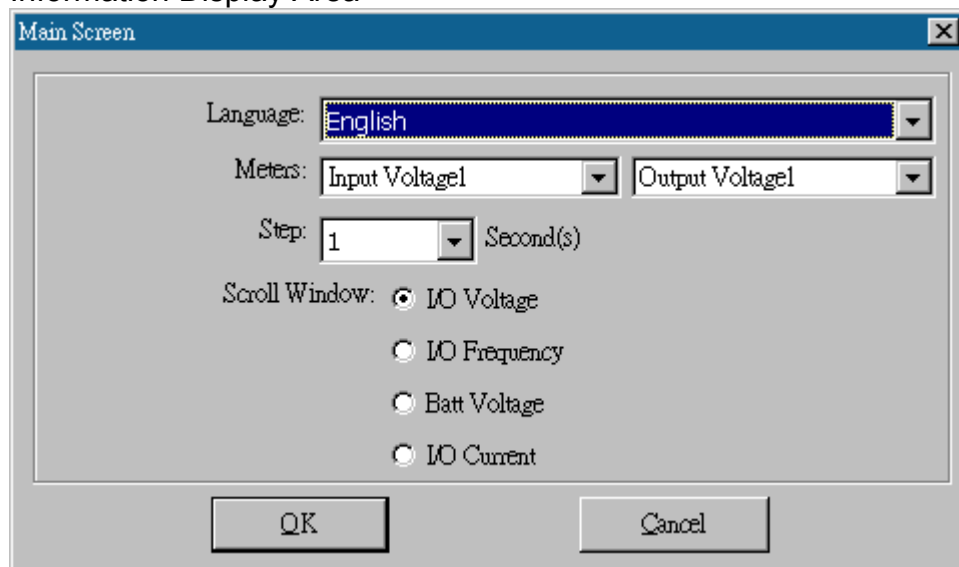 Information Display Area
Main Screen
Language: English
Meters: Input Voltage1 Output Voltage1
Step: 1 Second(s)
Scroll Window: I/O Voltage
I/O Frequency
Batt Voltage
I/O Current
OK Cancel